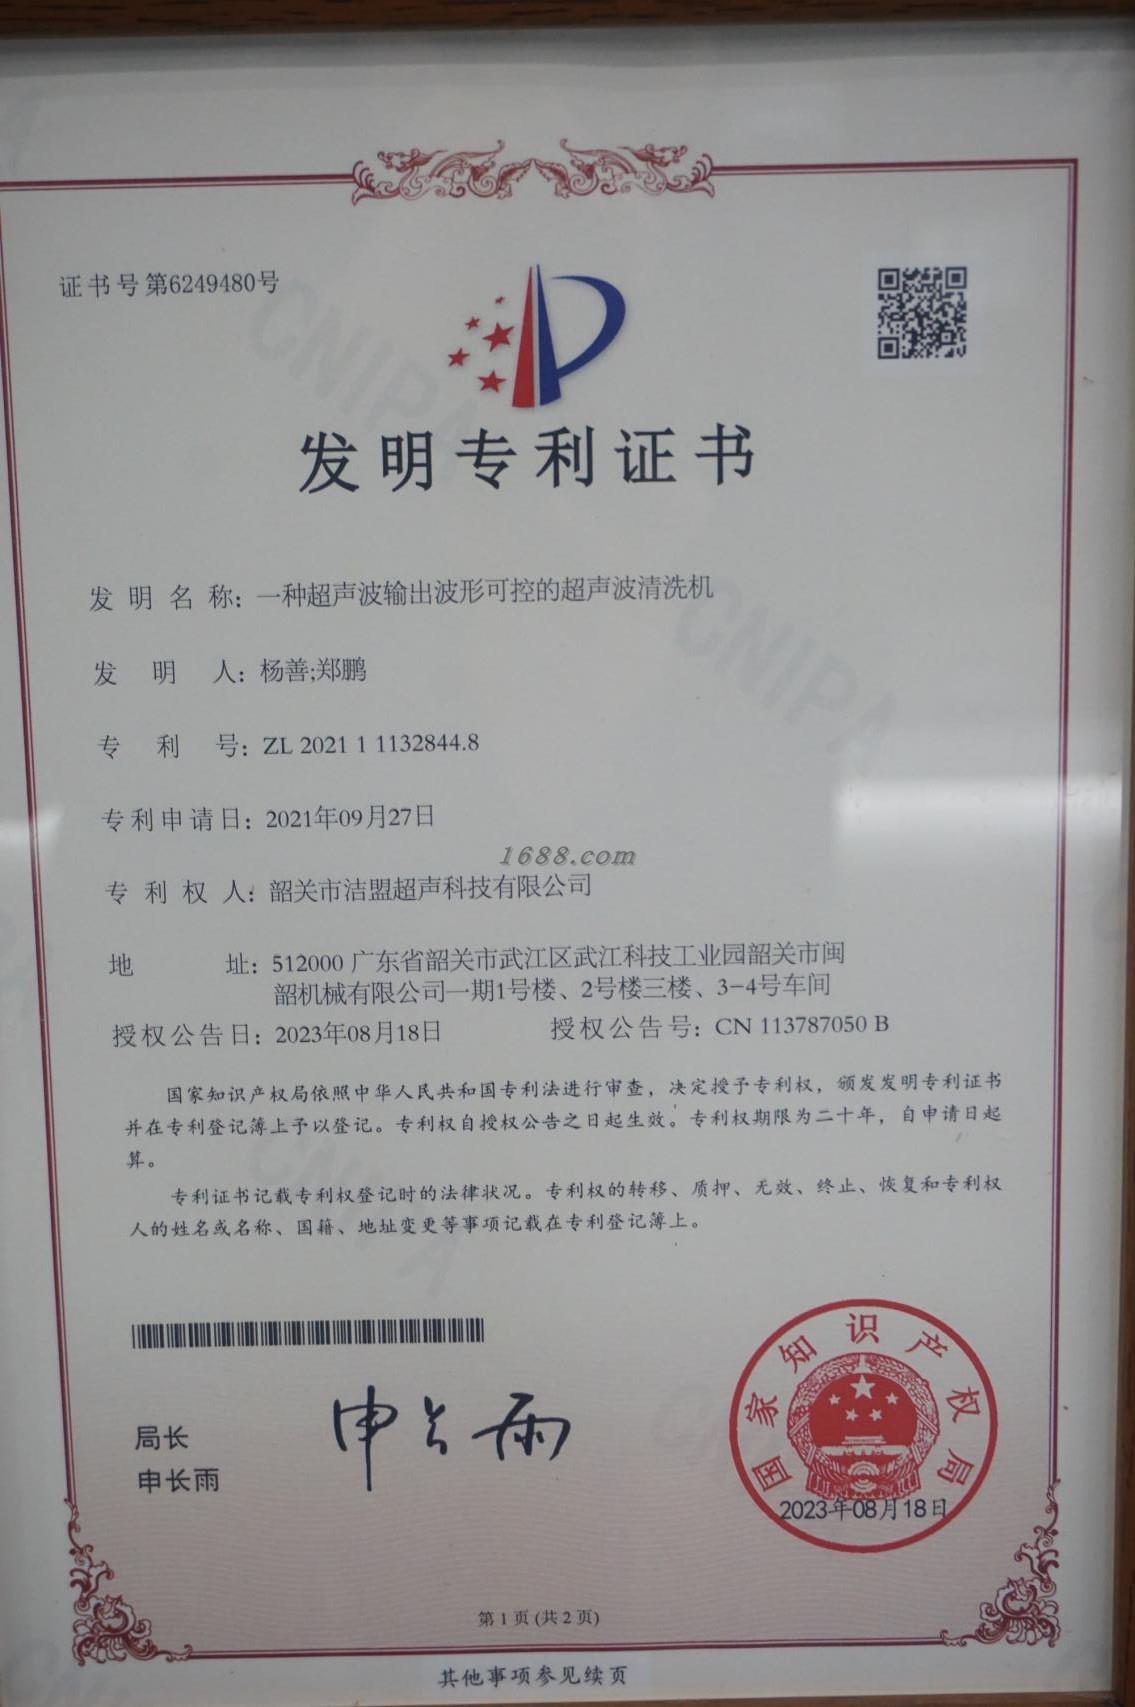 证书号第6249480号
发明专利证书
发明名称：一种超声波输出波形可控的超声波清洗机
发明人：杨善;郑鹏
专利号：ZL 2021 1 1132844.8
专利申请日：2021年09月27日
1688.com
专利权人：韶关市洁盟超声科技有限公司
地址：512000 广东省韶关市武江区武江科技工业园韶关市闽
韶机械有限公司一期1号楼、2号楼三楼、3-4号车间
授权公告日：2023年08月18日 授权公告号：CN 113787050 B
国家知识产权局依照中华人民共和国专利法进行审查，决定授予专利权，颁发发明专利证书
并在专利登记簿上予以登记。专利权自授权公告之日起生效。专利权期限为二十年，自申请日起
算。
专利证书记载专利权登记时的法律状况。专利权的转移、质押、无效、终止、恢复和专利权
人的姓名或名称、国籍、地址变更等事项记载在专利登记簿上。
局长
申长雨
申长雨
国家知识产权局
2023年08月18日
第1页(共2页)
其他事项参见续页
CNIPA
CNIPA
CNIPA